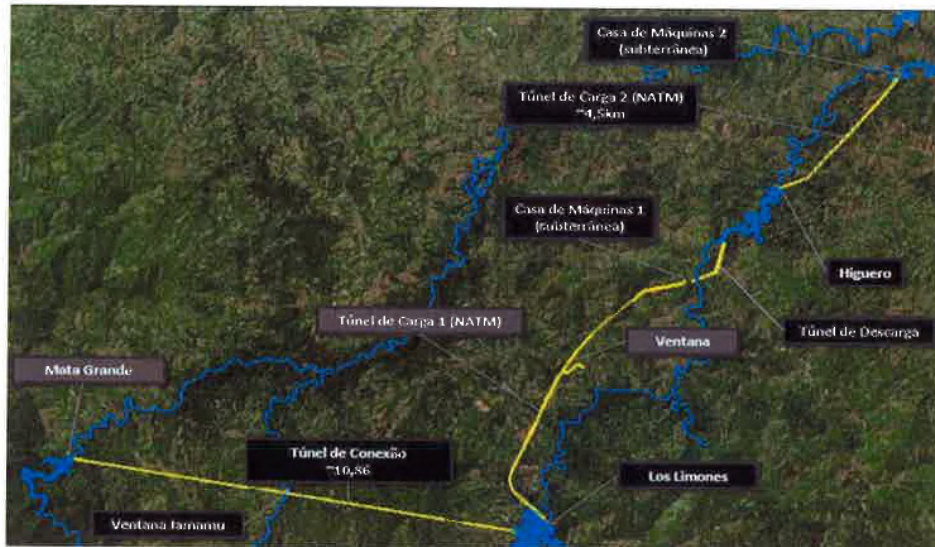 Casa de Máquinas 2
(subterrânea)
Túnel de Carga 2 (NATM)
~4,5km
Casa de Máquinas 1
(subterrânea)
Higuero
Túnel de Carga 1 (NATM)
Túnel de Descarga
Ventana
Mata Grande
Túnel de Conexão
~10,86
Los Limones
Ventana Jamamu